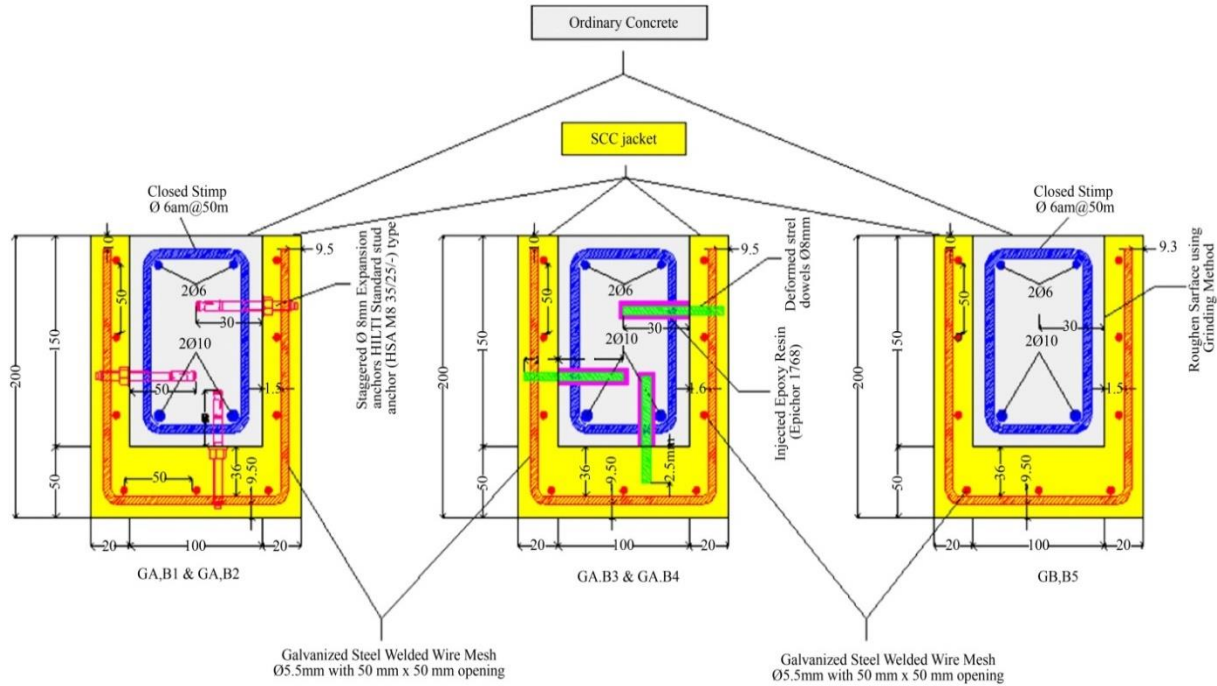 Ordinary Concrete
SCC jacket
Closed Stimp
Ø 6am@50m
Staggered Ø 8mm Expansion
anchors HILTI Standard stud
anchor (HSA M8 35/25/-) type
9.5
200
150
50
50
2Ø6
30
2Ø10
50
1.5
50
36
9.50
20
100
20
GA,B1 & GA,B2
Deformed strel
dowels Ø8mm
Injected Epoxy Resin
(Epichor 1768)
9.5
200
150
50
50
2Ø6
30
2Ø10
1.6
36
9.50
2.5mm
20
100
20
GA.B3 & GA.B4
Closed Stimp
Ø 6am@50m
Roughen Sarface using
Grinding Method
9.3
200
150
50
50
2Ø6
30
2Ø10
1.5
36
9.50
20
100
20
GB,B5
Galvanized Steel Welded Wire Mesh
Ø5.5mm with 50 mm x 50 mm opening
Galvanized Steel Welded Wire Mesh
Ø5.5mm with 50 mm x 50 mm opening